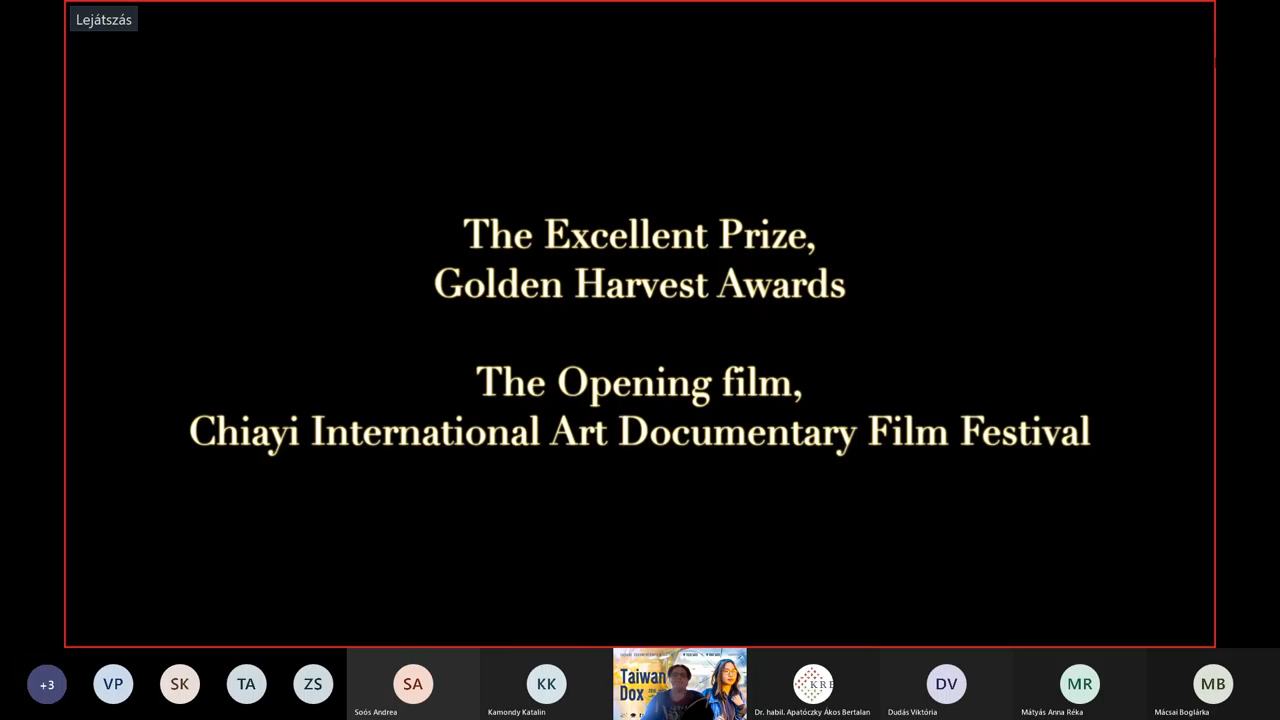 Lejátszás
The Excellent Prize,
Golden Harvest Awards
The Opening film,
Chiayi International Art Documentary Film Festival
+3
VP
SK
TA
ZS
SA
Soós Andrea
KK
Kamondy Katalin
Taiwan
Dox
KRE
Dr. habil. Apatóczky Ákos Bertalan
DV
Dudás Viktória
MR
Mátyás Anna Réka
MB
Mácsai Boglárka